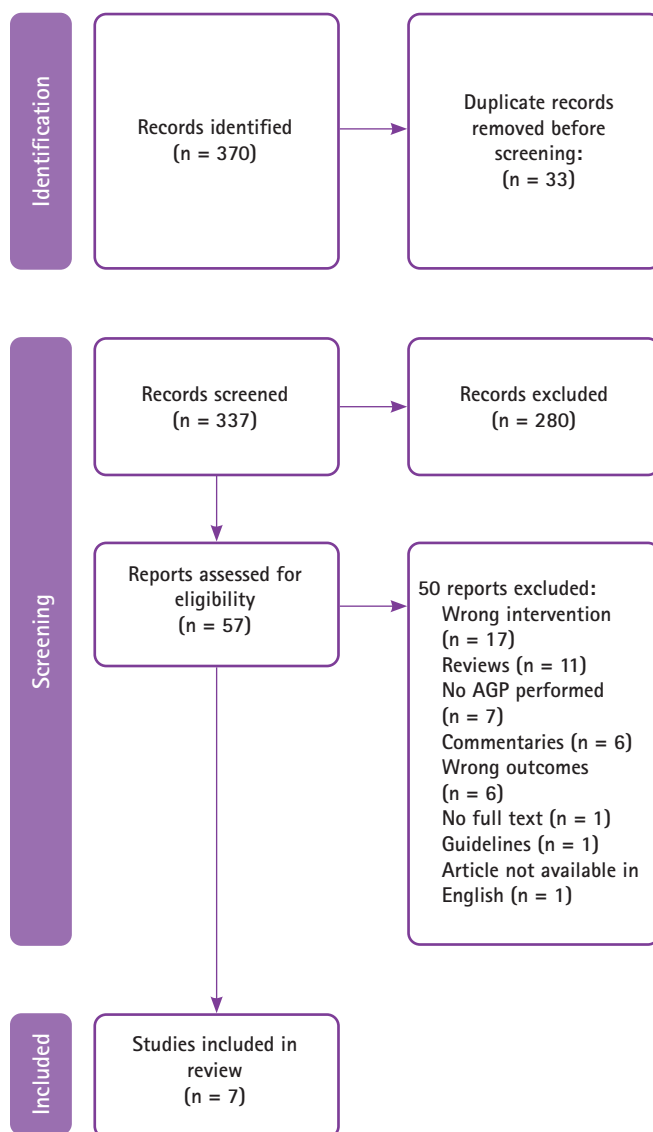 Identification
Records identified
(n = 370)
Duplicate records
removed before
screening:
(n = 33)
Screening
Records screened
(n = 337)
Records excluded
(n = 280)
Reports assessed for
eligibility
(n = 57)
50 reports excluded:
Wrong intervention
(n = 17)
Reviews (n = 11)
No AGP performed
(n = 7)
Commentaries (n = 6)
Wrong outcomes
(n = 6)
No full text (n = 1)
Guidelines (n = 1)
Article not available in
English (n = 1)
Included
Studies included in
review
(n = 7)